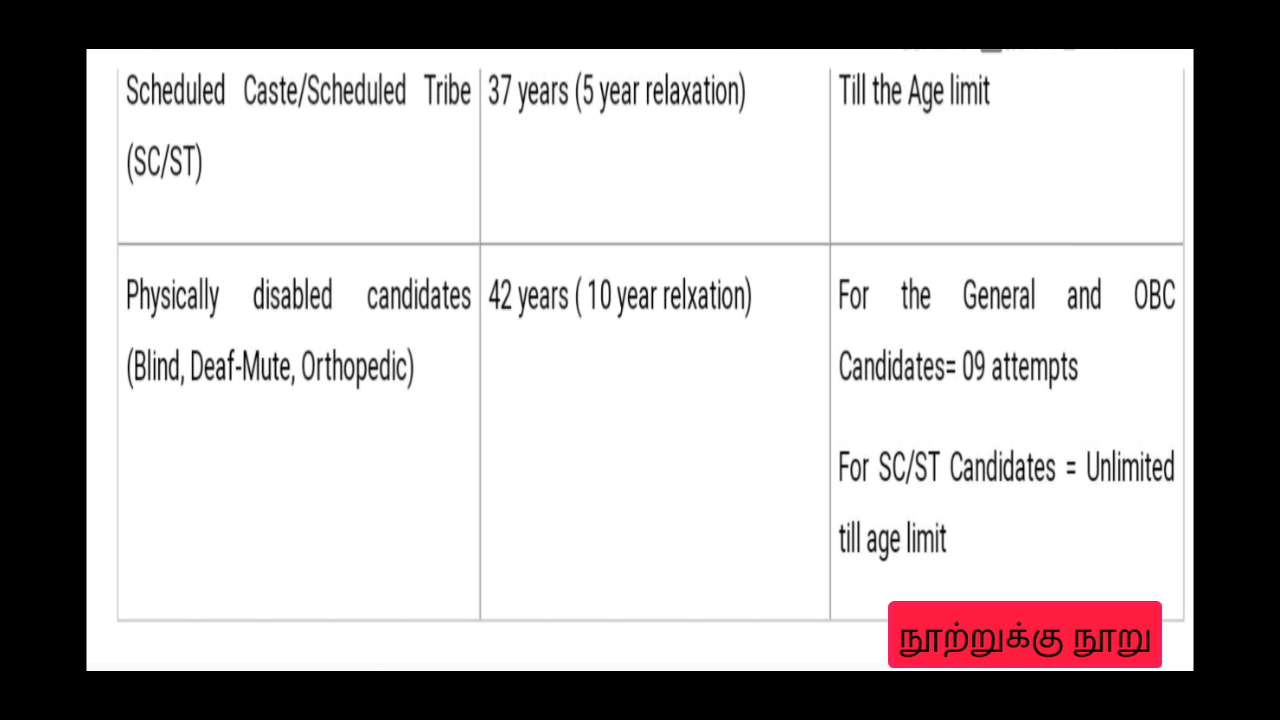 Scheduled Caste/Scheduled Tribe
(SC/ST)
37 years (5 year relaxation)
Till the Age limit
Physically disabled candidates
(Blind, Deaf-Mute, Orthopedic)
42 years ( 10 year relxation)
For the General and OBC
Candidates= 09 attempts
For SC/ST Candidates = Unlimited
till age limit
நூற்றுக்கு நூறு